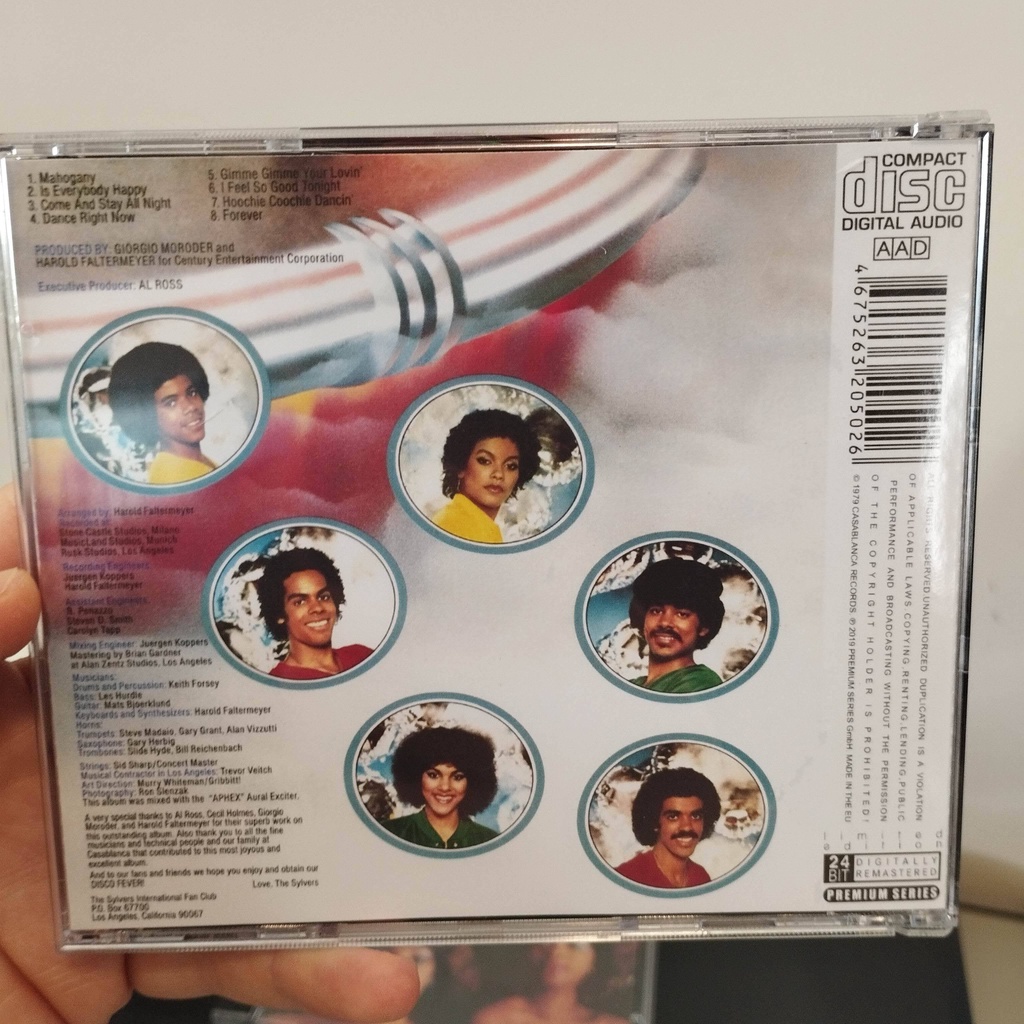 1. Mahogany
2. Is Everybody Happy
3. Come And Stay All Night
4. Dance Right Now
5. Gimme Gimme Your Lovin'
6. I Feel So Good Tonight
7. Hoochie Coochie Dancin'
8. Forever
PRODUCED BY: GIORGIO MORODER and
HAROLD FALTERMEYER for Century Entertainment Corporation
Executive Producer: AL ROSS
Arranged by: Harold Faltermeyer
Recorded at:
Stone Castle Studios, Milano
MusicLand Studios, Munich
Rusk Studios, Los Angeles
Recording Engineers:
Juergen Koppers
Harold Faltermeyer
Assistant Engineers:
Steven D. Smith
Carolyn Tapp
Mixing Engineer: Juergen Koppers
Mastering by Brian Gardner
at Alan Zentz Studios, Los Angeles
Musicians:
Drums and Percussion: Keith Forsey
Bass: Les Hurdle
Guitar: Mats Bjoerklund
Keyboards and Synthesizers: Harold Faltermeyer
Horns:
Trumpets: Steve Madaio, Gary Grant, Alan Vizzutti
Saxophone: Gary Herbig
Trombones: Slide Hyde, Bill Reichenbach
Strings: Sid Sharp/Concert Master
Musical Contractor in Los Angeles: Trevor Veitch
Art Direction: Murry Whiteman/Gribbitt!
Photography: Ron Slenzak
This album was mixed with the "APHEX" Aural Exciter.
A very special thanks to Al Ross, Cecil Holmes, Giorgio
Moroder, and Harold Faltermeyer for their superb work on
this outstanding album. Also thank you to all the fine
musicians and technical people and our family at
Casablanca that contributed to this most joyous and
excellent album.
And to our fans and friends we hope you enjoy and obtain our
DISCO FEVER!
Love, The Sylvers
The Sylvers International Fan Club
P.O. Box 67700
Los Angeles, California 90067
COMPACT
disc
DIGITAL AUDIO
AAD
4 675263 205026
ALL RIGHTS RESERVED.UNAUTHORIZED DUPLICATION IS A VIOLATION
OF APPLICABLE LAWS.COPYING,RENTING,LENDING,PUBLIC
PERFORMANCE AND BROADCASTING WITHOUT THE PERMISSION
OF THE COPYRIGHT HOLDER IS PROHIBITED!
© 1979 CASABLANCA RECORDS. ℗ 2019 PREMIUM SERIES GmbH. MADE IN THE EU
limited
edition
24 BIT
DIGITALLY
REMASTERED
PREMIUM SERIES